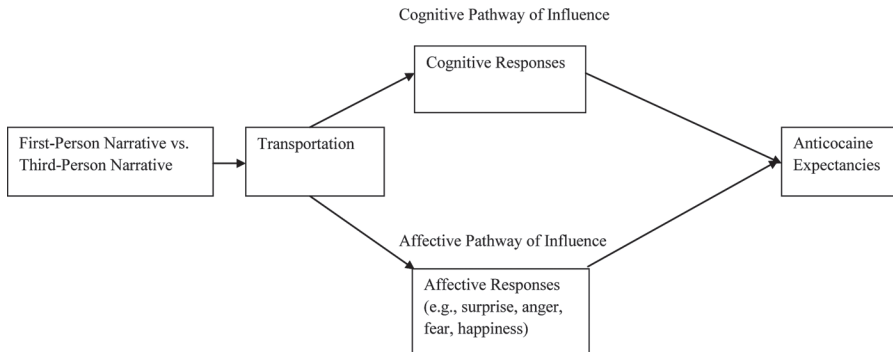 Cognitive Pathway of Influence
Cognitive Responses
First-Person Narrative vs.
Third-Person Narrative
Transportation
Anticocaine
Expectancies
Affective Pathway of Influence
Affective Responses
(e.g., surprise, anger,
fear, happiness)